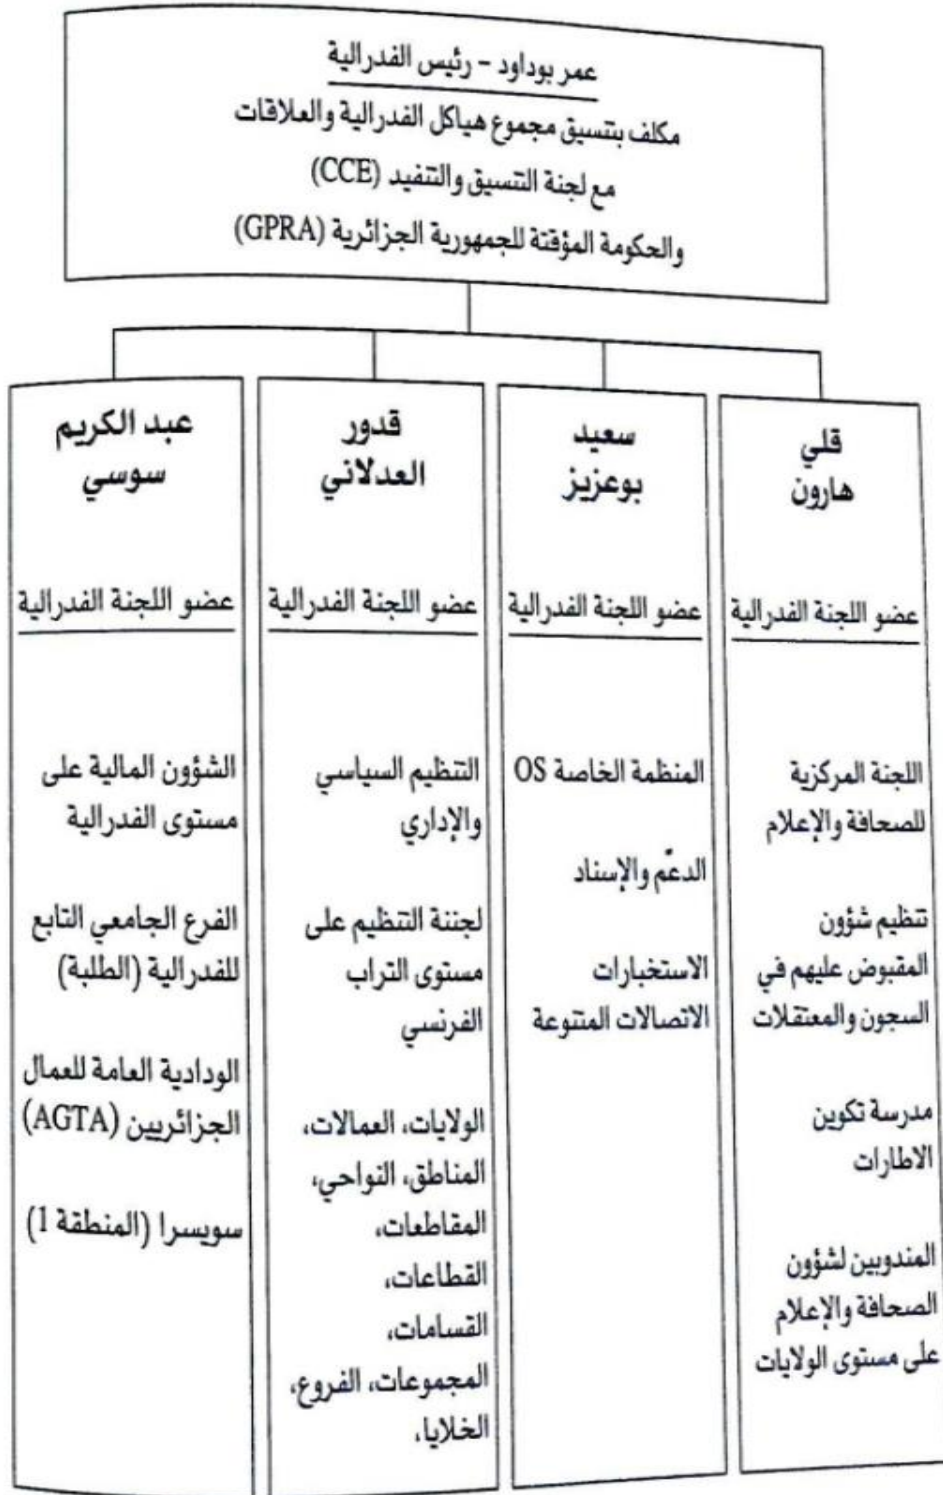 عمر بوداود - رئيس الفدرالية
مكلف بتنسيق مجموع هياكل الفدرالية والعلاقات
مع لجنة التنسيق والتنفيد (CCE)
والحكومة المؤقتة للجمهورية الجزائرية (GPRA)
قلي
هارون
عضو اللجنة الفدرالية
اللجنة المركزية
للصحافة والإعلام
تنظيم شؤون
المقبوض عليهم في
السجون والمعتقلات
مدرسة تكوين
الاطارات
المندوبين لشؤون
الصحافة والإعلام
على مستوى الولايات
سعيد
بوعزيز
عضو اللجنة الفدرالية
المنظمة الخاصة OS
الدعّم والإسناد
الاستخبارات
الاتصالات المتنوعة
قدور
العدلاني
عضو اللجنة الفدرالية
التنظيم السياسي
والإداري
لجننة التنظيم على
مستوى التراب
الفرنسي
الولايات، العمالات،
المناطق، النواحي،
المقاطعات،
القطاعات،
القسامات،
المجموعات، الفروع،
الخلايا،
عبد الكريم
سوسي
عضو اللجنة الفدرالية
الشؤون المالية على
مستوى الفدرالية
الفرع الجامعي التابع
للفدرالية (الطلبة)
الودادية العامة للعمال
الجزائريين (AGTA)
سويسرا (المنطقة 1)